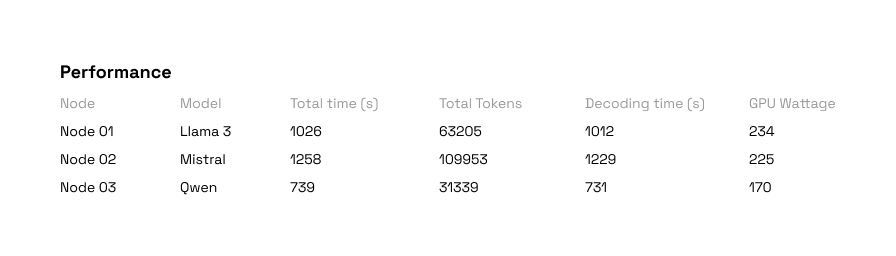 Performance
Node Model Total time (s) Total Tokens Decoding time (s) GPU Wattage
Node 01 Llama 3 1026 63205 1012 234
Node 02 Mistral 1258 109953 1229 225
Node 03 Qwen 739 31339 731 170